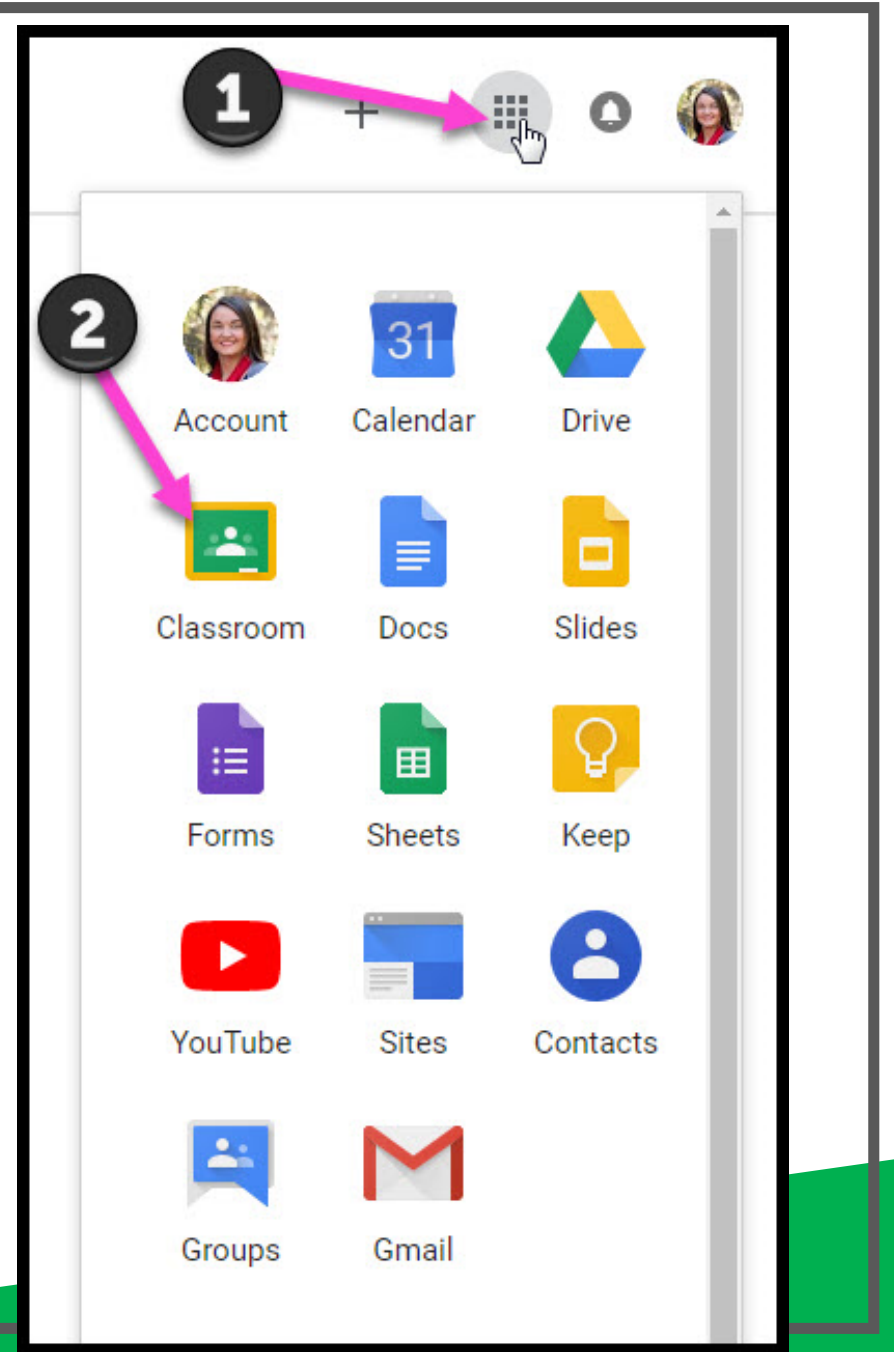 1
2
31
Account Calendar Drive
Classroom Docs Slides
Forms Sheets Keep
YouTube Sites Contacts
Groups Gmail